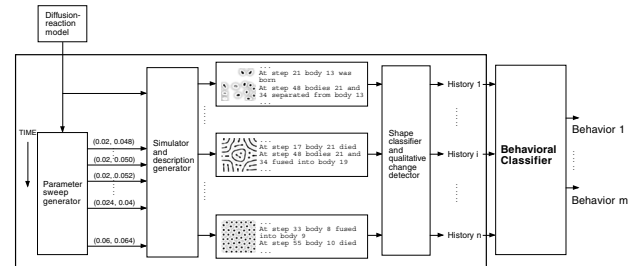 Diffusion-
reaction
model
TIME
Parameter
sweep
generator
(0.02, 0.048)
(0.02, 0.050)
(0.02, 0.052)
(0.024, 0.04)
(0.06, 0.064)
Simulator
and
description
generator
...
At step 21 body 13 was
born
At step 48 bodies 21 and
34 separated from body 13
...
...
At step 17 body 21 died
At step 48 bodies 21 and
34 fused into body 19
...
...
At step 33 body 8 fused
into body 9
At step 55 body 10 died
...
Shape
classifier
and
qualitative
change
detector
History 1
History i
History n
Behavioral
Classifier
Behavior 1
Behavior m